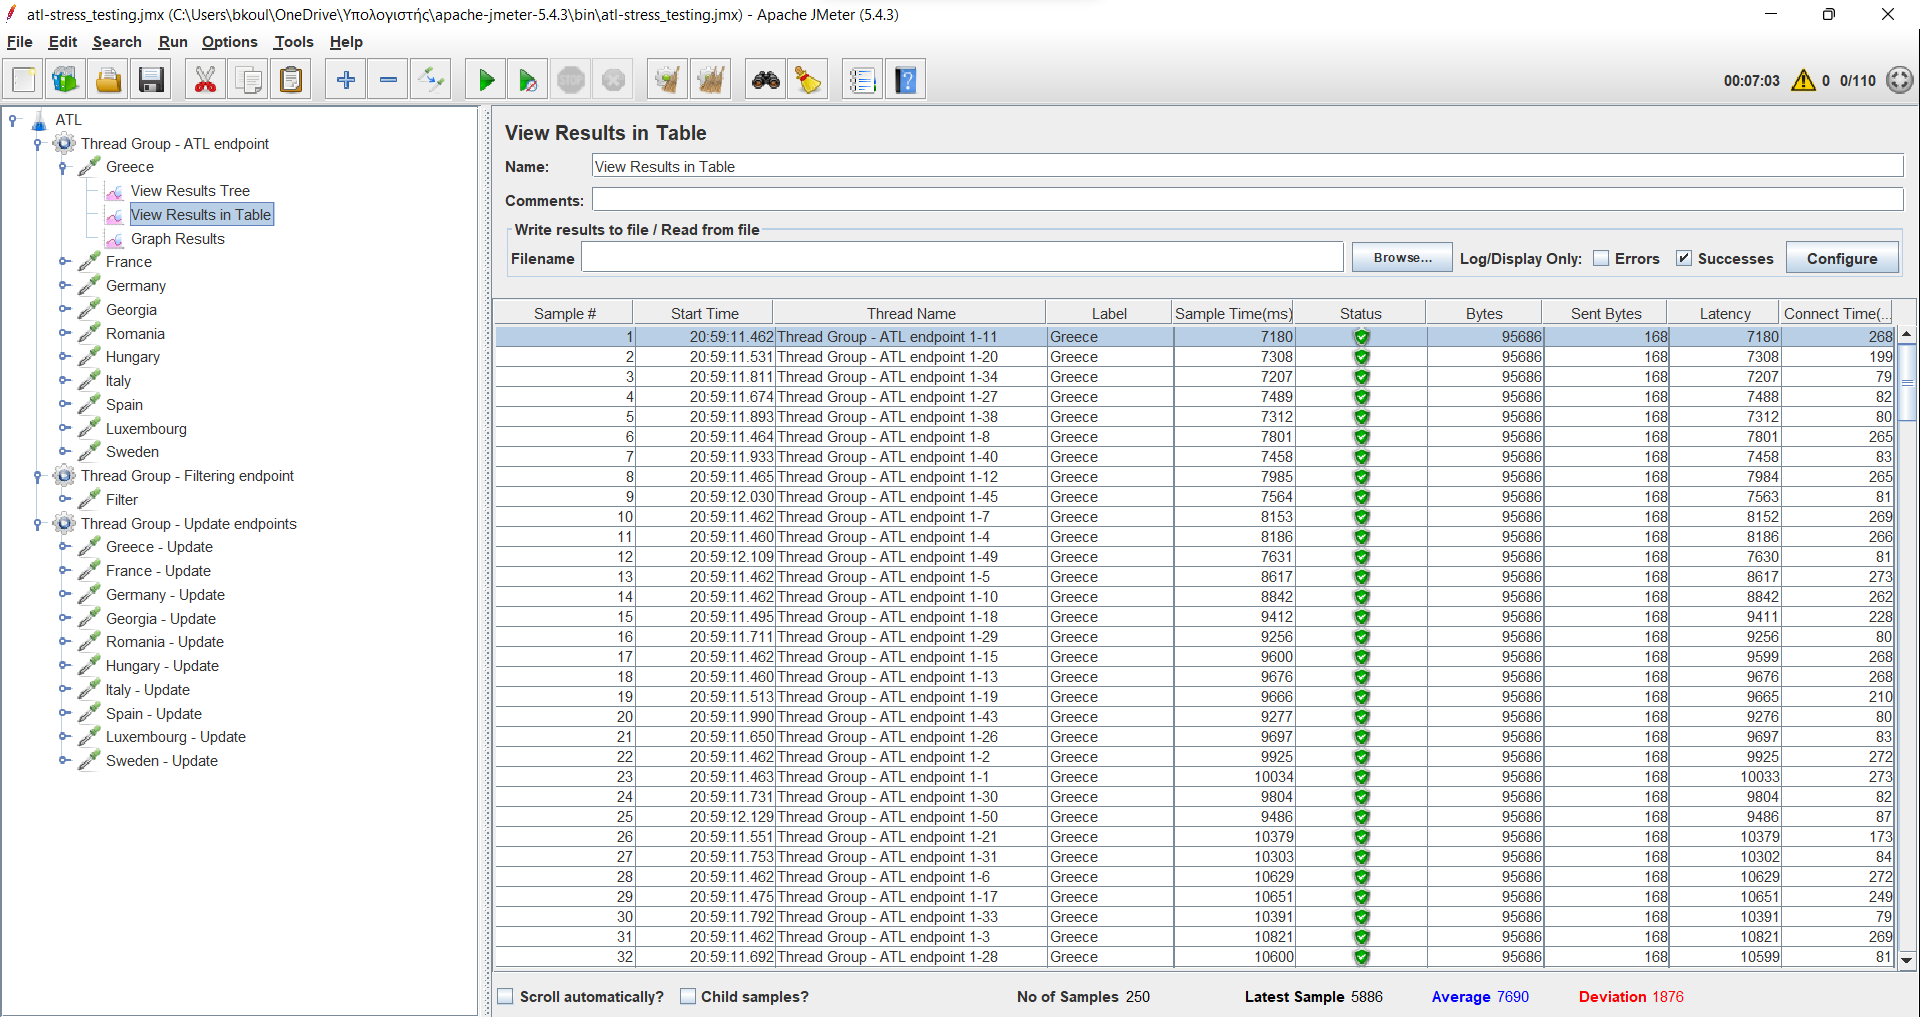 atl-stress_testing.jmx (C:\Users\bkoul\OneDrive\Υπολογιστής\apache-jmeter-5.4.3\bin\atl-stress_testing.jmx) - Apache JMeter (5.4.3)
File Edit Search Run Options Tools Help
STOP
00:07:03 0 0/110
ATL
Thread Group - ATL endpoint
Greece
View Results Tree
View Results in Table
Graph Results
France
Germany
Georgia
Romania
Hungary
Italy
Spain
Luxembourg
Sweden
Thread Group - Filtering endpoint
Filter
Thread Group - Update endpoints
Greece - Update
France - Update
Germany - Update
Georgia - Update
Romania - Update
Hungary - Update
Italy - Update
Spain - Update
Luxembourg - Update
Sweden - Update
View Results in Table
Name: View Results in Table
Comments:
Write results to file / Read from file
Filename Browse... Log/Display Only: Errors Successes Configure
Sample # Start Time Thread Name Label Sample Time(ms) Status Bytes Sent Bytes Latency Connect Time(...
1 20:59:11.462 Thread Group - ATL endpoint 1-11 Greece 7180 95686 168 7180 268
2 20:59:11.531 Thread Group - ATL endpoint 1-20 Greece 7308 95686 168 7308 199
3 20:59:11.811 Thread Group - ATL endpoint 1-34 Greece 7207 95686 168 7207 79
4 20:59:11.674 Thread Group - ATL endpoint 1-27 Greece 7489 95686 168 7488 82
5 20:59:11.893 Thread Group - ATL endpoint 1-38 Greece 7312 95686 168 7312 80
6 20:59:11.464 Thread Group - ATL endpoint 1-8 Greece 7801 95686 168 7801 265
7 20:59:11.933 Thread Group - ATL endpoint 1-40 Greece 7458 95686 168 7458 83
8 20:59:11.465 Thread Group - ATL endpoint 1-12 Greece 7985 95686 168 7984 265
9 20:59:12.030 Thread Group - ATL endpoint 1-45 Greece 7564 95686 168 7563 81
10 20:59:11.462 Thread Group - ATL endpoint 1-7 Greece 8153 95686 168 8152 269
11 20:59:11.460 Thread Group - ATL endpoint 1-4 Greece 8186 95686 168 8186 266
12 20:59:12.109 Thread Group - ATL endpoint 1-49 Greece 7631 95686 168 7630 81
13 20:59:11.462 Thread Group - ATL endpoint 1-5 Greece 8617 95686 168 8617 273
14 20:59:11.462 Thread Group - ATL endpoint 1-10 Greece 8842 95686 168 8842 262
15 20:59:11.495 Thread Group - ATL endpoint 1-18 Greece 9412 95686 168 9411 228
16 20:59:11.711 Thread Group - ATL endpoint 1-29 Greece 9256 95686 168 9256 80
17 20:59:11.462 Thread Group - ATL endpoint 1-15 Greece 9600 95686 168 9599 268
18 20:59:11.460 Thread Group - ATL endpoint 1-13 Greece 9676 95686 168 9676 268
19 20:59:11.513 Thread Group - ATL endpoint 1-19 Greece 9666 95686 168 9665 210
20 20:59:11.990 Thread Group - ATL endpoint 1-43 Greece 9277 95686 168 9276 80
21 20:59:11.650 Thread Group - ATL endpoint 1-26 Greece 9697 95686 168 9697 83
22 20:59:11.462 Thread Group - ATL endpoint 1-2 Greece 9925 95686 168 9925 272
23 20:59:11.463 Thread Group - ATL endpoint 1-1 Greece 10034 95686 168 10033 273
24 20:59:11.731 Thread Group - ATL endpoint 1-30 Greece 9804 95686 168 9804 82
25 20:59:12.129 Thread Group - ATL endpoint 1-50 Greece 9486 95686 168 9486 87
26 20:59:11.551 Thread Group - ATL endpoint 1-21 Greece 10379 95686 168 10379 173
27 20:59:11.753 Thread Group - ATL endpoint 1-31 Greece 10303 95686 168 10302 84
28 20:59:11.462 Thread Group - ATL endpoint 1-6 Greece 10629 95686 168 10629 272
29 20:59:11.475 Thread Group - ATL endpoint 1-17 Greece 10651 95686 168 10651 249
30 20:59:11.792 Thread Group - ATL endpoint 1-33 Greece 10391 95686 168 10391 79
31 20:59:11.462 Thread Group - ATL endpoint 1-3 Greece 10821 95686 168 10821 269
32 20:59:11.692 Thread Group - ATL endpoint 1-28 Greece 10600 95686 168 10599 81
Scroll automatically? Child samples? No of Samples 250 Latest Sample 5886 Average 7690 Deviation 1876